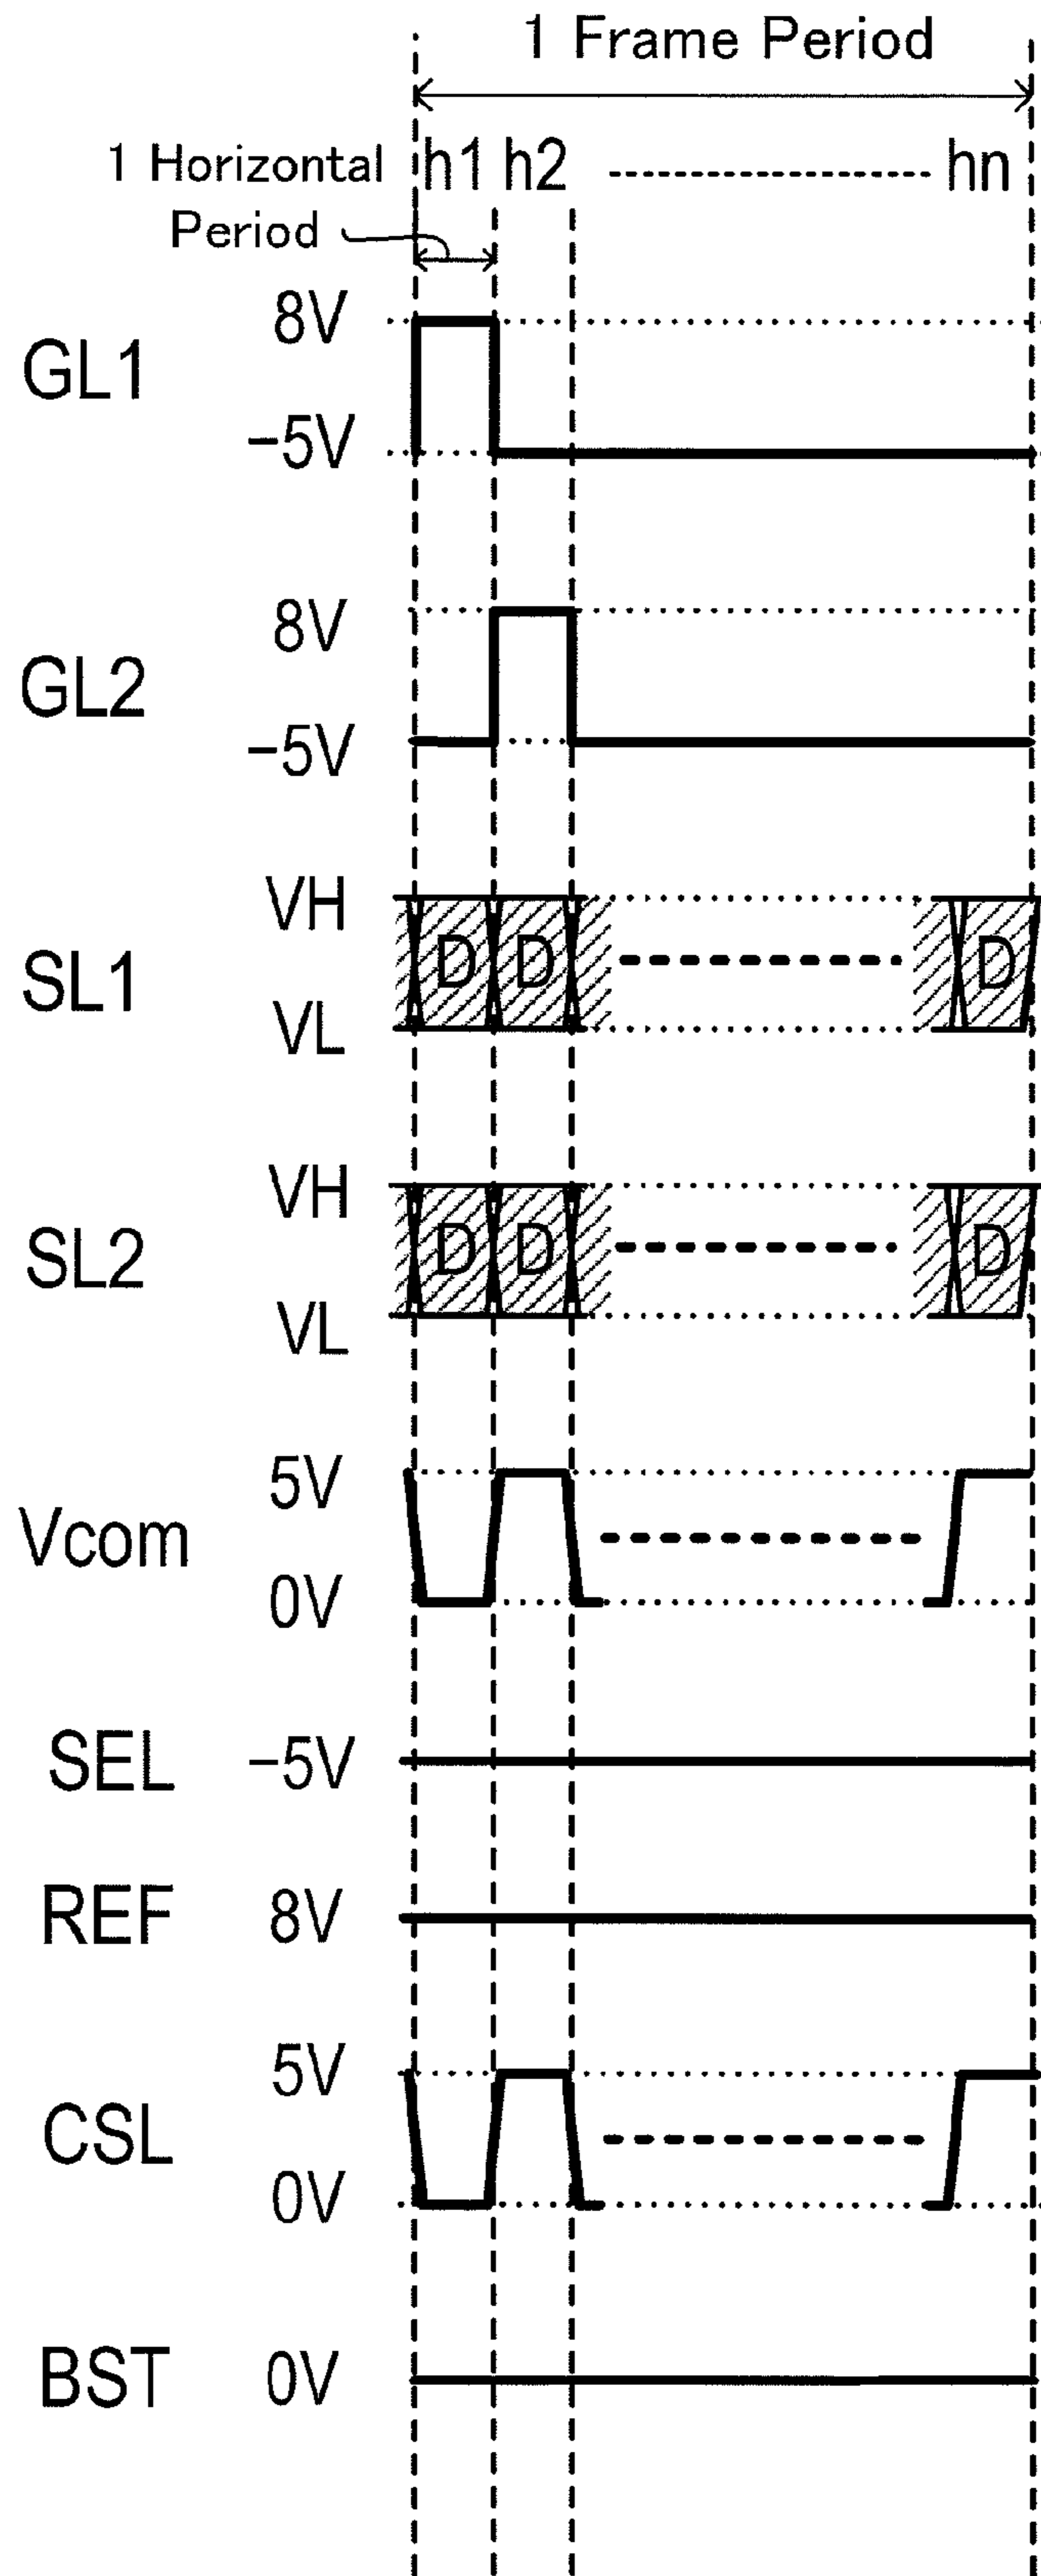 1 Frame Period
1 Horizontal h1 h2 hn
Period
8V
GL1
-5V
8V
GL2
-5V
VH
SL1 D D D
VL
VH
SL2 D D D
VL
5V
Vcom
0V
SEL -5V
REF 8V
5V
CSL
0V
BST 0V